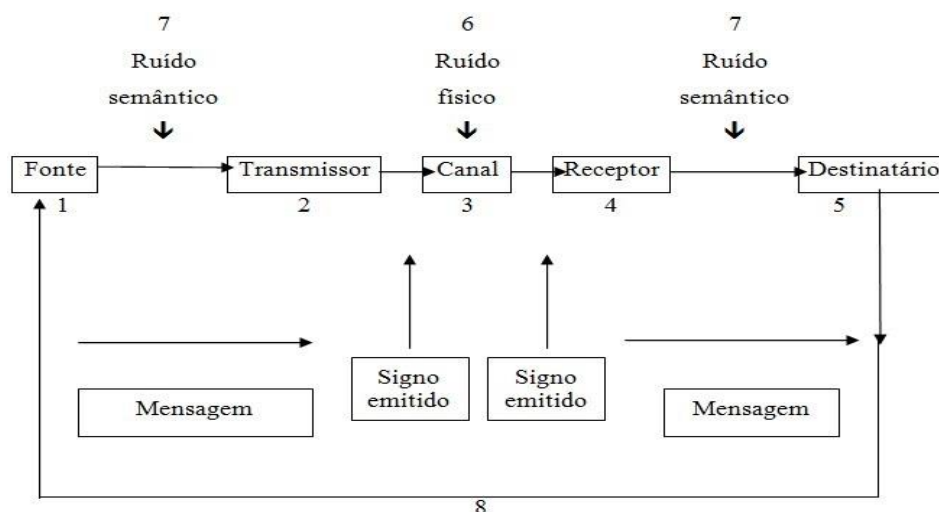 7 6 7
Ruído Ruído Ruído
semântico físico semântico
Fonte Transmissor Canal Receptor Destinatário
1 2 3 4 5
Signo Signo
emitido emitido
Mensagem Mensagem
8